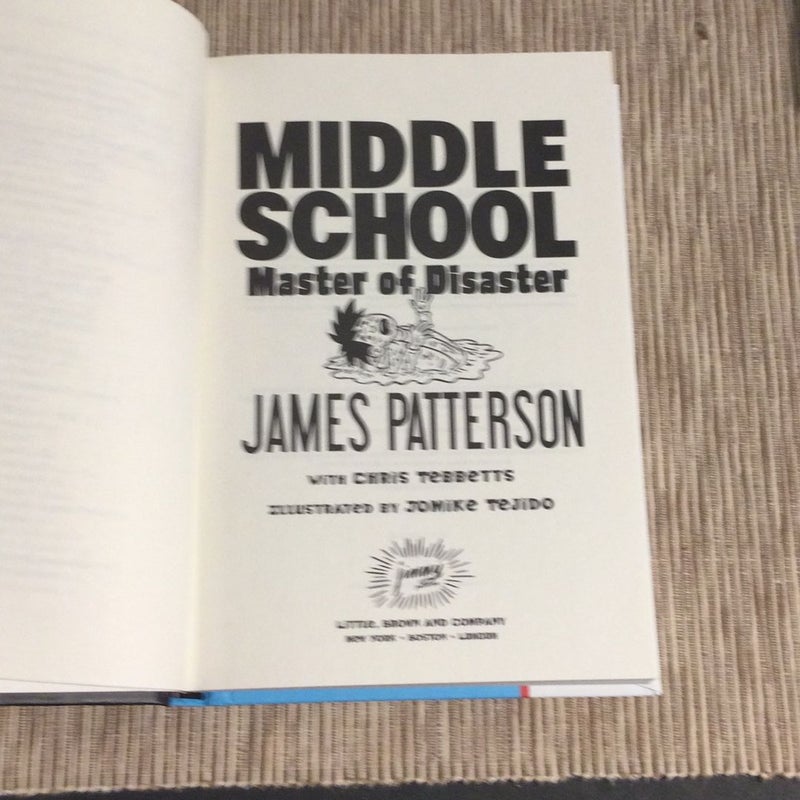 MIDDLE
SCHOOL
Master of Disaster
JAMES PATTERSON
WITH CHRIS TEBBETTS
ILLUSTRATED BY JOMIKE TEJIDO
jimmy
LITTLE, BROWN AND COMPANY
NEW YORK - BOSTON - LONDON